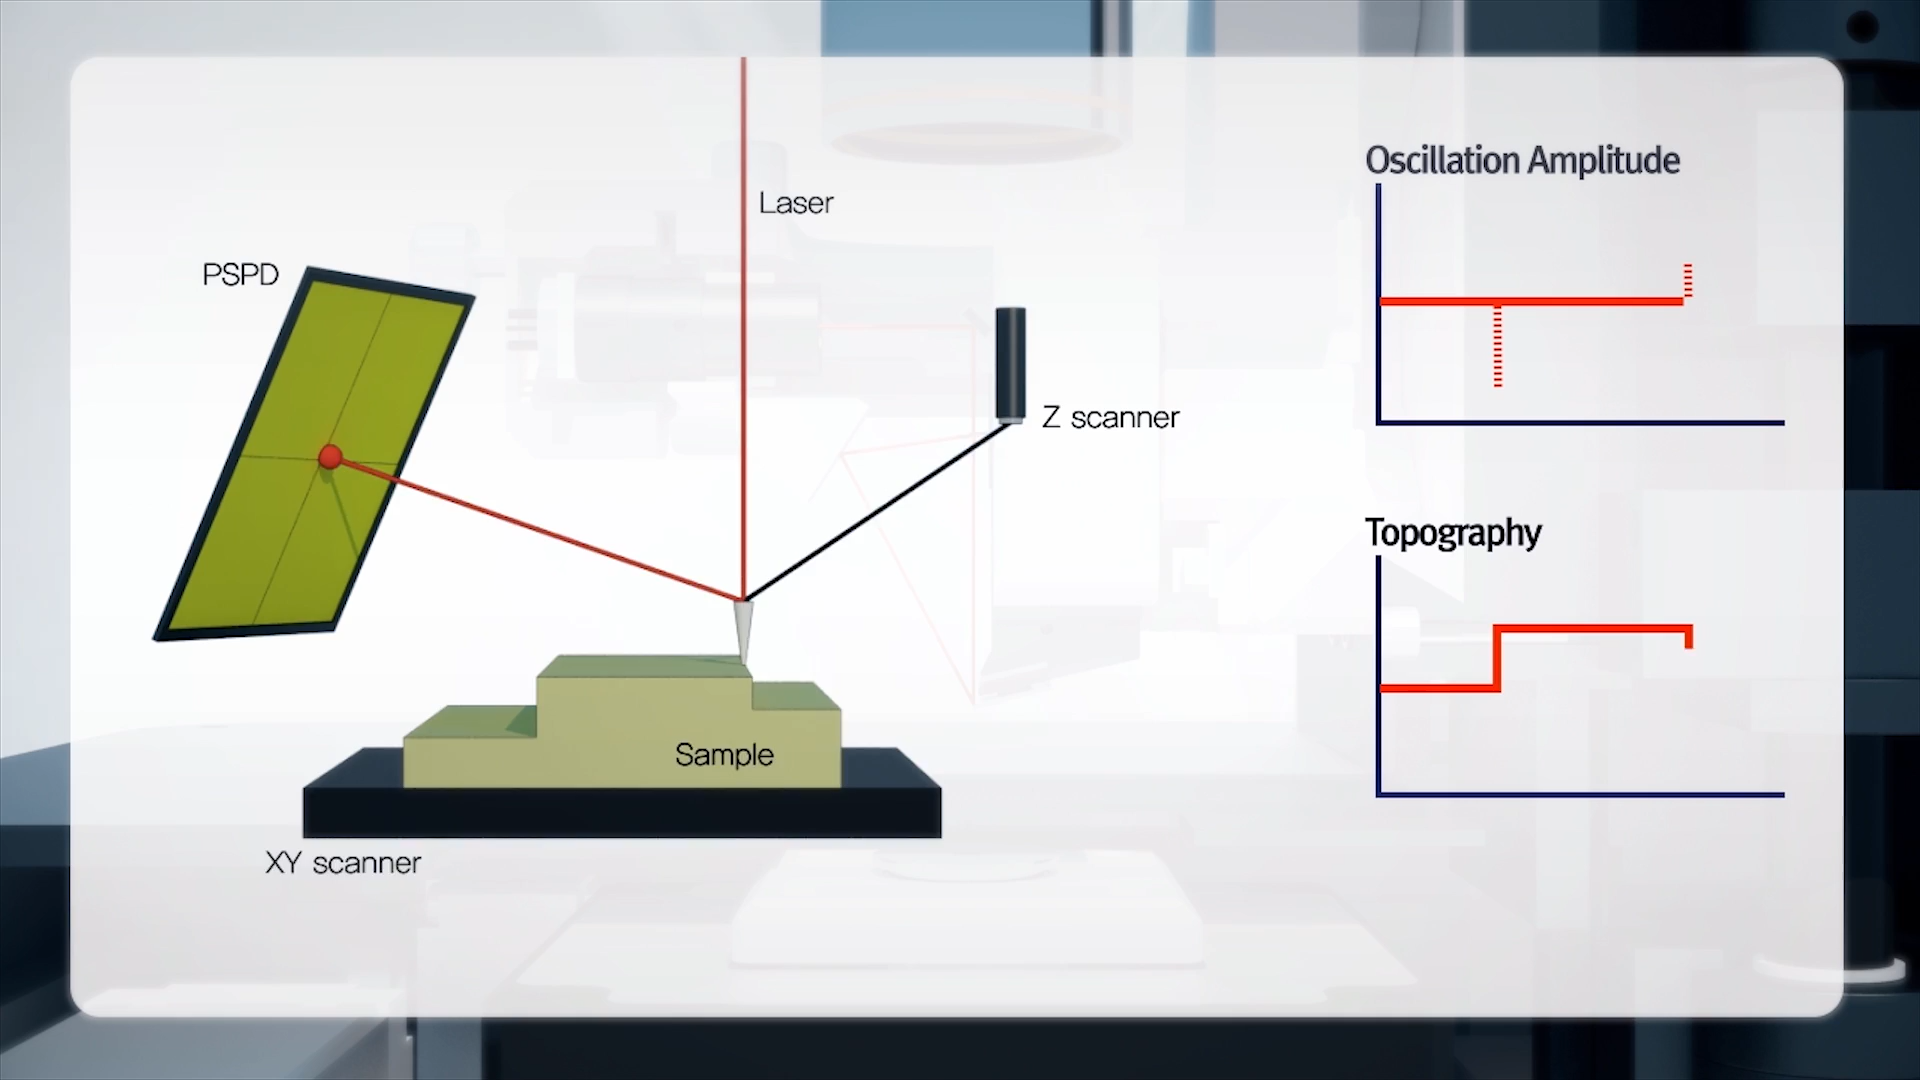 Oscillation Amplitude
Laser
PSPD
Z scanner
Topography
Sample
XY scanner